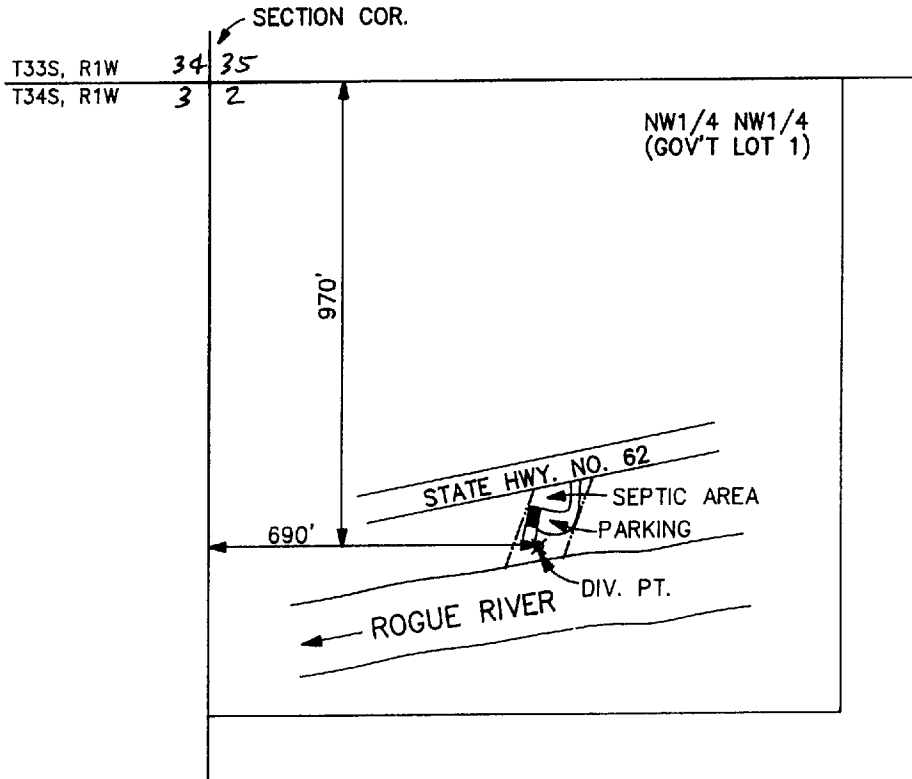 SECTION COR.
T33S, R1W 34 35
T34S, R1W 3 2
NW1/4 NW1/4
(GOV'T LOT 1)
970'
STATE HWY. NO. 62
SEPTIC AREA
PARKING
690'
DIV. PT.
ROGUE RIVER